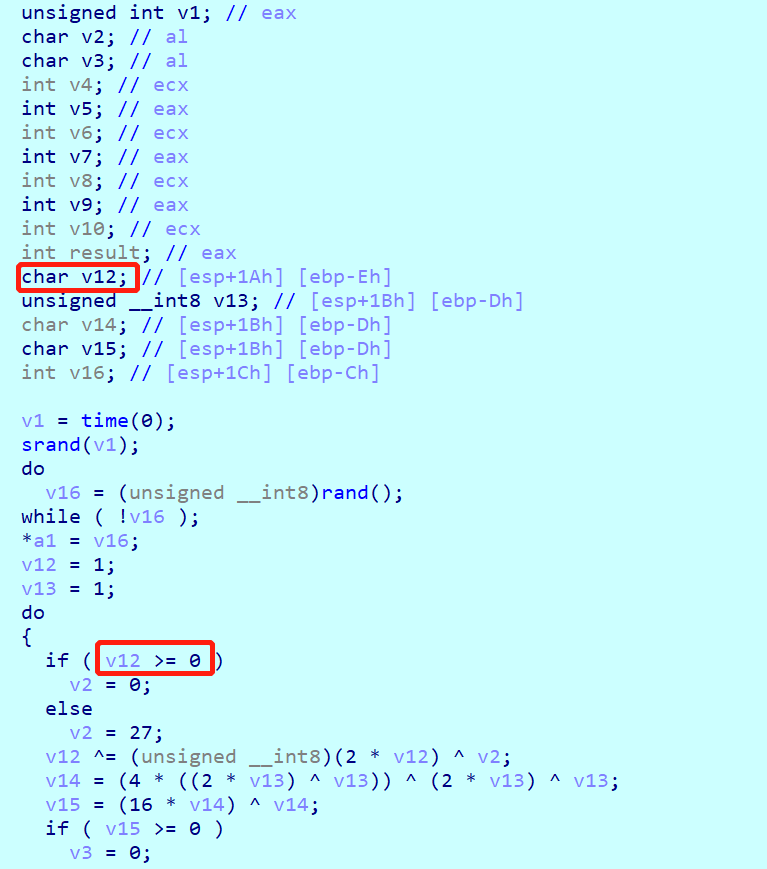 unsigned int v1; // eax
char v2; // al
char v3; // al
int v4; // ecx
int v5; // eax
int v6; // ecx
int v7; // eax
int v8; // ecx
int v9; // eax
int v10; // ecx
int result; // eax
char v12; // [esp+1Ah] [ebp-Eh]
unsigned __int8 v13; // [esp+1Bh] [ebp-Dh]
char v14; // [esp+1Bh] [ebp-Dh]
char v15; // [esp+1Bh] [ebp-Dh]
int v16; // [esp+1Ch] [ebp-Ch]
v1 = time(0);
srand(v1);
do
v16 = (unsigned __int8)rand();
while ( !v16 );
*a1 = v16;
v12 = 1;
v13 = 1;
do
{
if ( v12 >= 0 )
v2 = 0;
else
v2 = 27;
v12 ^= (unsigned __int8)(2 * v12) ^ v2;
v14 = (4 * ((2 * v13) ^ v13)) ^ (2 * v13) ^ v13;
v15 = (16 * v14) ^ v14;
if ( v15 >= 0 )
v3 = 0;